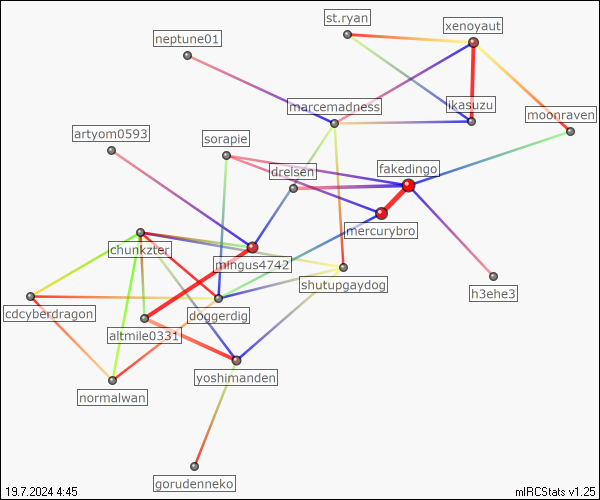 st.ryan
xenoyaut
neptune01
marcemadness
ikasuzu
moonraven
artyom0593
sorapie
dreisen
fakedingo
mercurybro
chunkzter
mingus4742
shutupgaydog
h3ehe3
cdcyberdragon
doggerdig
altmile0331
yoshimanden
normalwan
gorudenneko
19.7.2024 4:45
mIRCStats v1.25